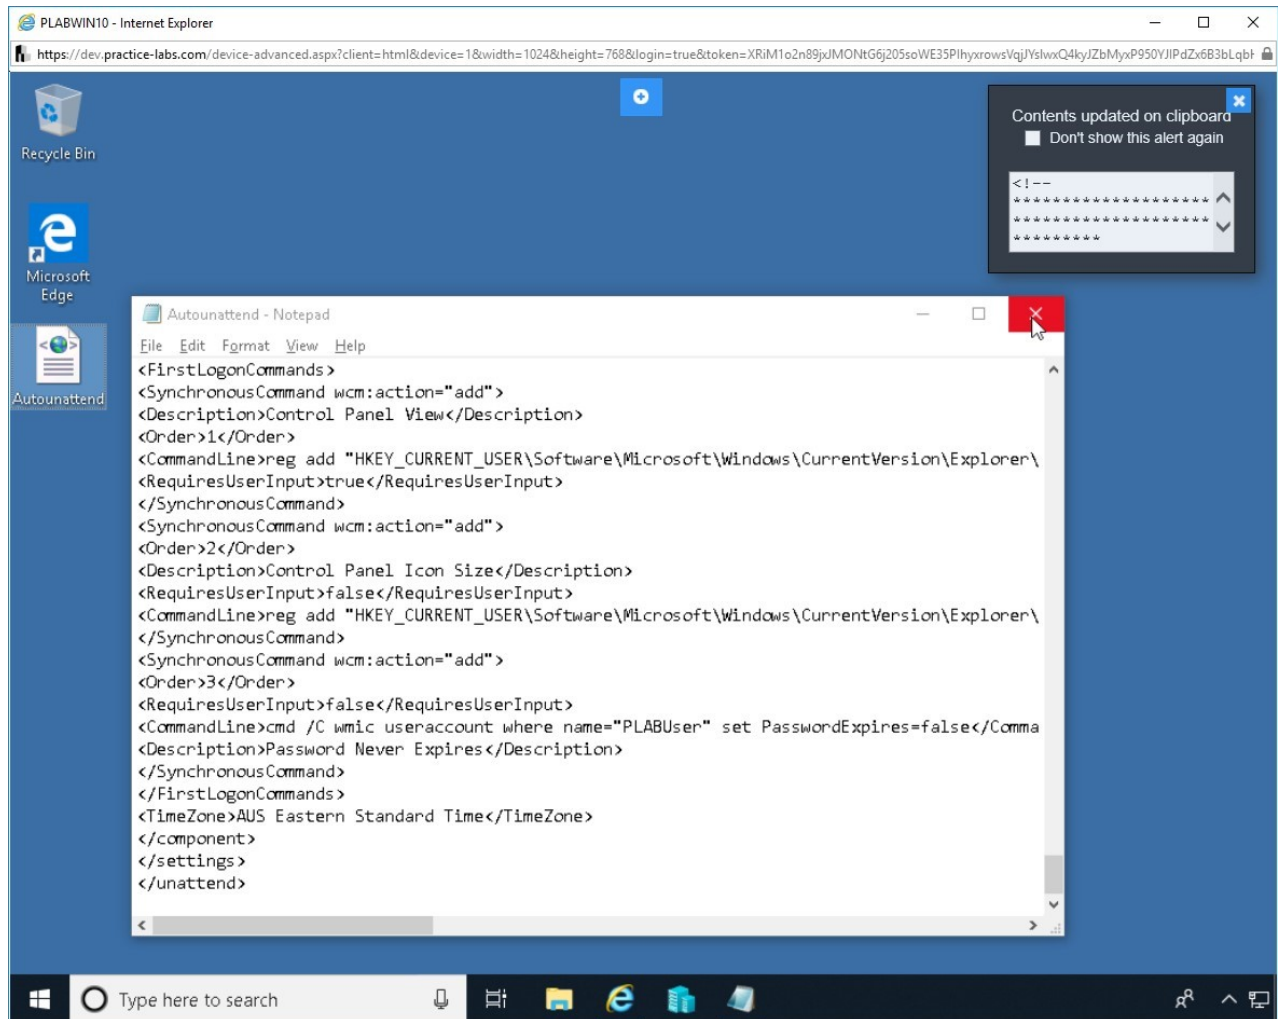 PLABWIN10 - Internet Explorer
https://dev.practice-labs.com/device-advanced.aspx?client=html&device=1&width=1024&height=768&login=true&token=
Recycle Bin
Contents updated on clipboard
Don't show this alert again
<!--
********************
********************
*********
Microsoft
Edge
Autounattend
Autounattend - Notepad
File Edit Format View Help
<FirstLogonCommands>
<SynchronousCommand wcm:action="add">
<Description>Control Panel View</Description>
<Order>1</Order>
<CommandLine>reg add "HKEY_CURRENT_USER\Software\Microsoft\Windows\CurrentVersion\Explorer\
<RequiresUserInput>true</RequiresUserInput>
</SynchronousCommand>
<SynchronousCommand wcm:action="add">
<Order>2</Order>
<Description>Control Panel Icon Size</Description>
<RequiresUserInput>false</RequiresUserInput>
<CommandLine>reg add "HKEY_CURRENT_USER\Software\Microsoft\Windows\CurrentVersion\Explorer\
</SynchronousCommand>
<SynchronousCommand wcm:action="add">
<Order>3</Order>
<RequiresUserInput>false</RequiresUserInput>
<CommandLine>cmd /C wmic useraccount where name="PLABUser" set PasswordExpires=false</Comma
<Description>Password Never Expires</Description>
</SynchronousCommand>
</FirstLogonCommands>
<TimeZone>AUS Eastern Standard Time</TimeZone>
</component>
</settings>
</unattend>
Type here to search